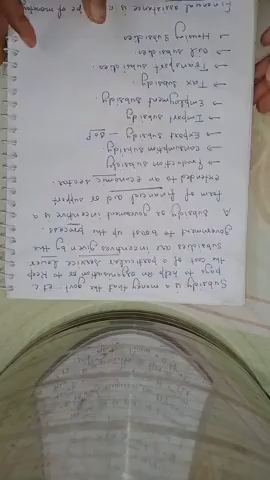 Subsidy is a money that the govt. etc.
pays to help an organisation or to keep
the cost of a particular service lower
Subsidies are incentives given by the
government to boost up the process.
A subsidy or government incentive is a
form of financial aid or support
extended to an economic sector.
→ Production subsidy
→ Consumption subsidy.
→ Export subsidy - BOP
→ Import subsidy
→ Employment subsidy
→ Tax subsidy.
→ Transport subsidies.
→ Oil subsidies
→ Housing Subsidies
Financial assistance is a type of monetary